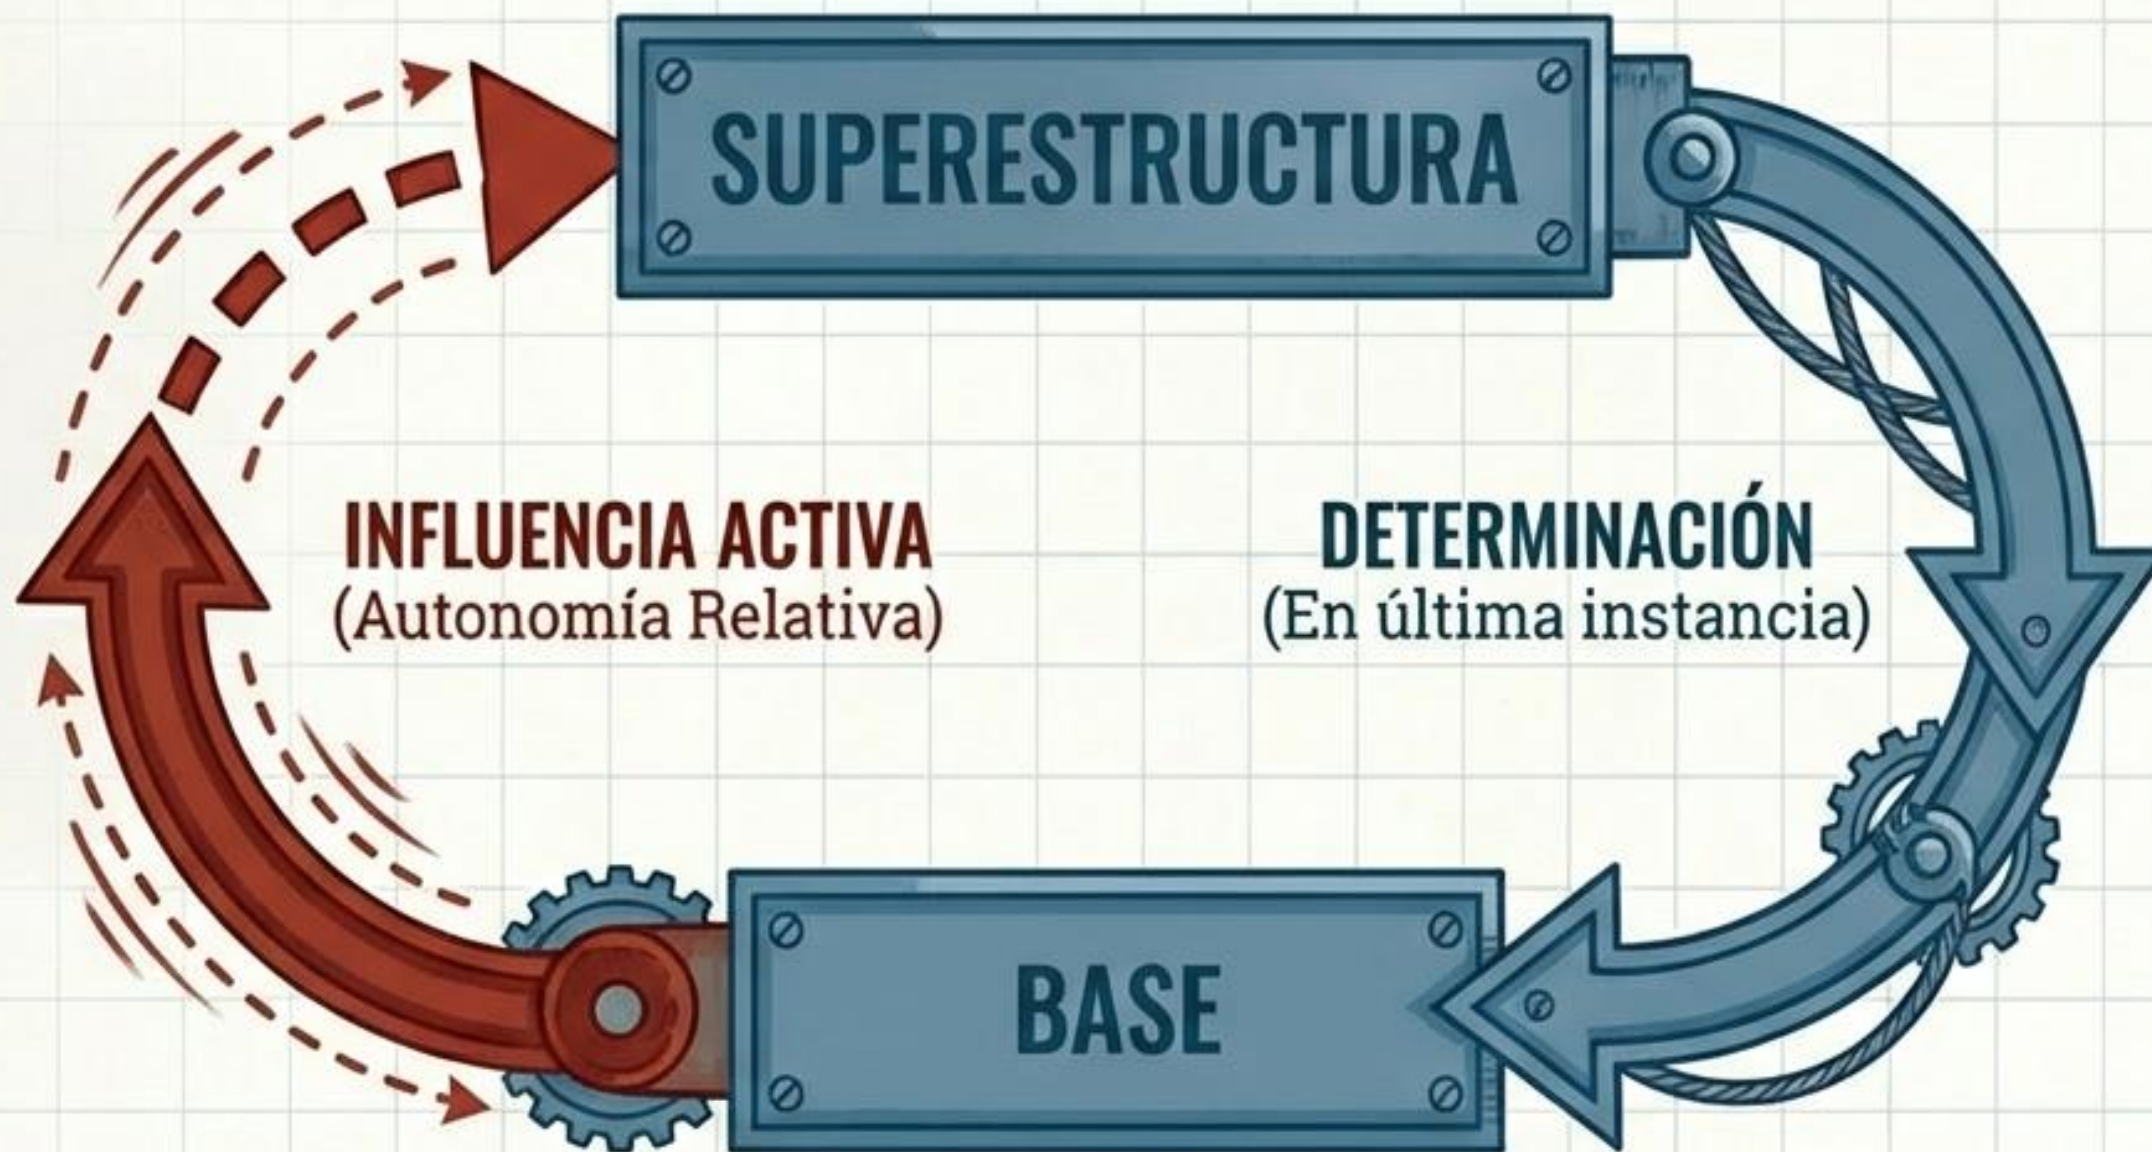 SUPERESTRUCTURA
INFLUENCIA ACTIVA
(Autonomía Relativa)
DETERMINACIÓN
(En última instancia)
BASE